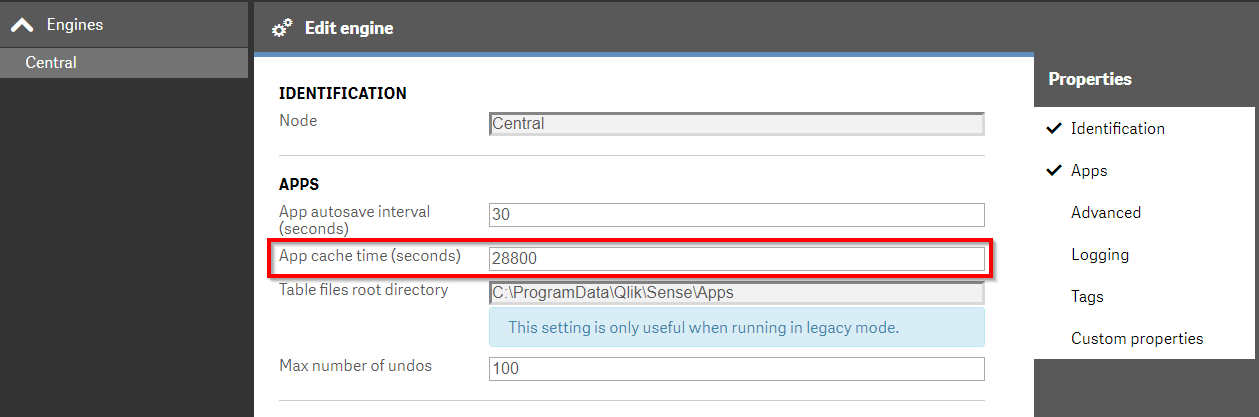 Engines
Central
Edit engine
IDENTIFICATION
Node
Central
APPS
App autosave interval
(seconds)
30
App cache time (seconds)
28800
Table files root directory
C:\ProgramData\Qlik\Sense\Apps
This setting is only useful when running in legacy mode.
Max number of undos
100
Properties
Identification
Apps
Advanced
Logging
Tags
Custom properties